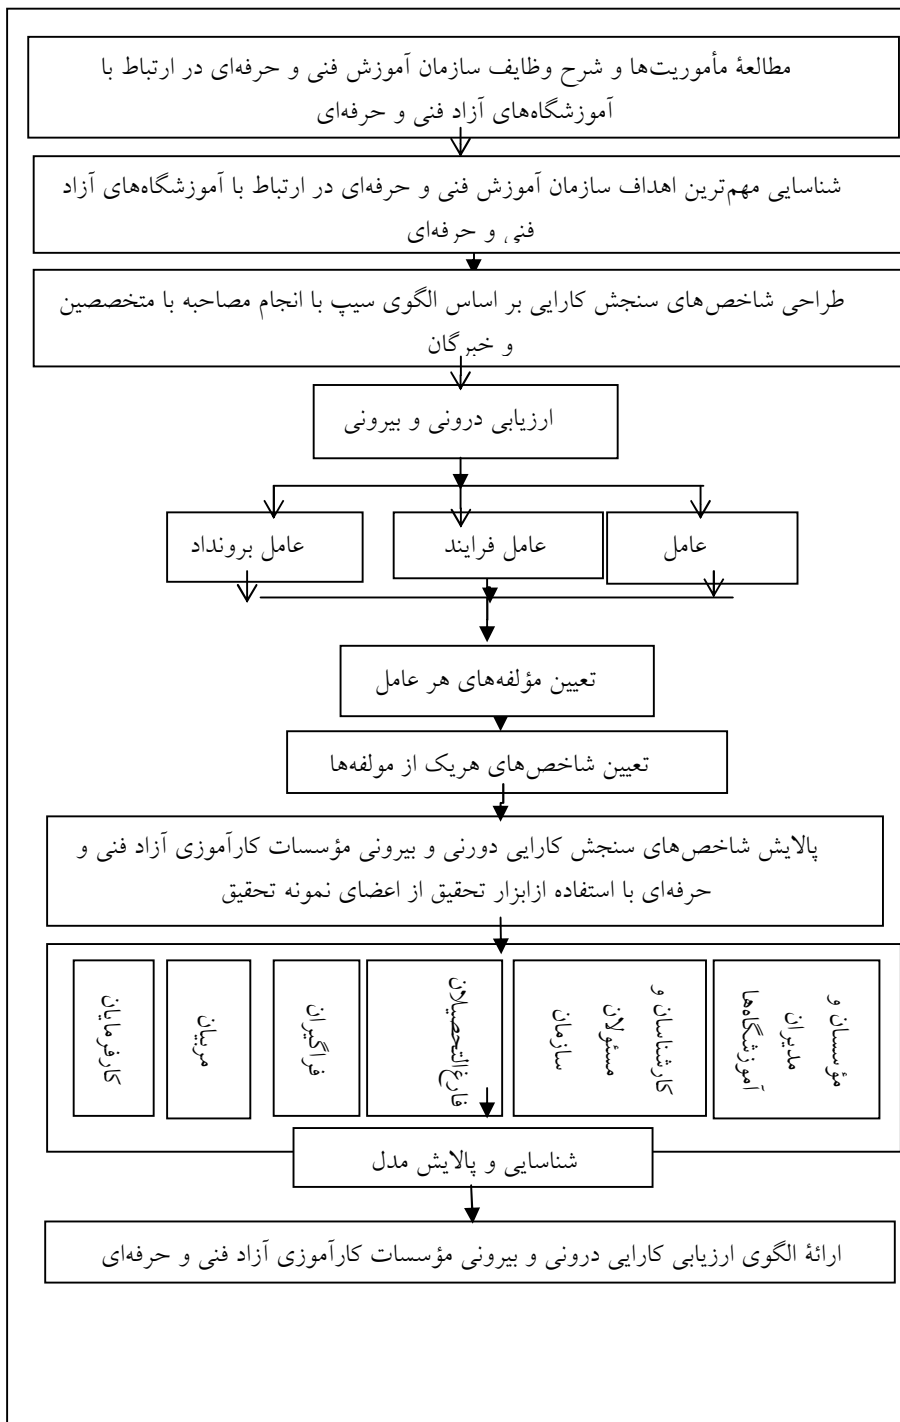 مطالعۀ مأموریت‌ها و شرح وظایف سازمان آموزش فنی و حرفه‌ای در ارتباط با
آموزشگاه‌های آزاد فنی و حرفه‌ای
شناسایی مهم‌ترین اهداف سازمان آموزش فنی و حرفه‌ای در ارتباط با آموزشگاه‌های آزاد
فنی و حرفه‌ای
طراحی شاخص‌های سنجش کارایی بر اساس الگوی سیپ با انجام مصاحبه با متخصصین
و خبرگان
ارزیابی درونی و بیرونی
عامل
عامل فرایند
عامل برونداد
تعیین مؤلفه‌های هر عامل
تعیین شاخص‌های هریک از مولفه‌ها
پالایش شاخص‌های سنجش کارایی دورنی و بیرونی مؤسسات کارآموزی آزاد فنی و
حرفه‌ای با استفاده ازابزار تحقیق از اعضای نمونه تحقیق
مؤسسان و
مدیران
آموزشگاه‌ها
کارشناسان و
مسئولان
سازمان
فارغ‌التحصیلان
فراگیران
مربیان
کارفرمایان
شناسایی و پالایش مدل
ارائۀ الگوی ارزیابی کارایی درونی و بیرونی مؤسسات کارآموزی آزاد فنی و حرفه‌ای